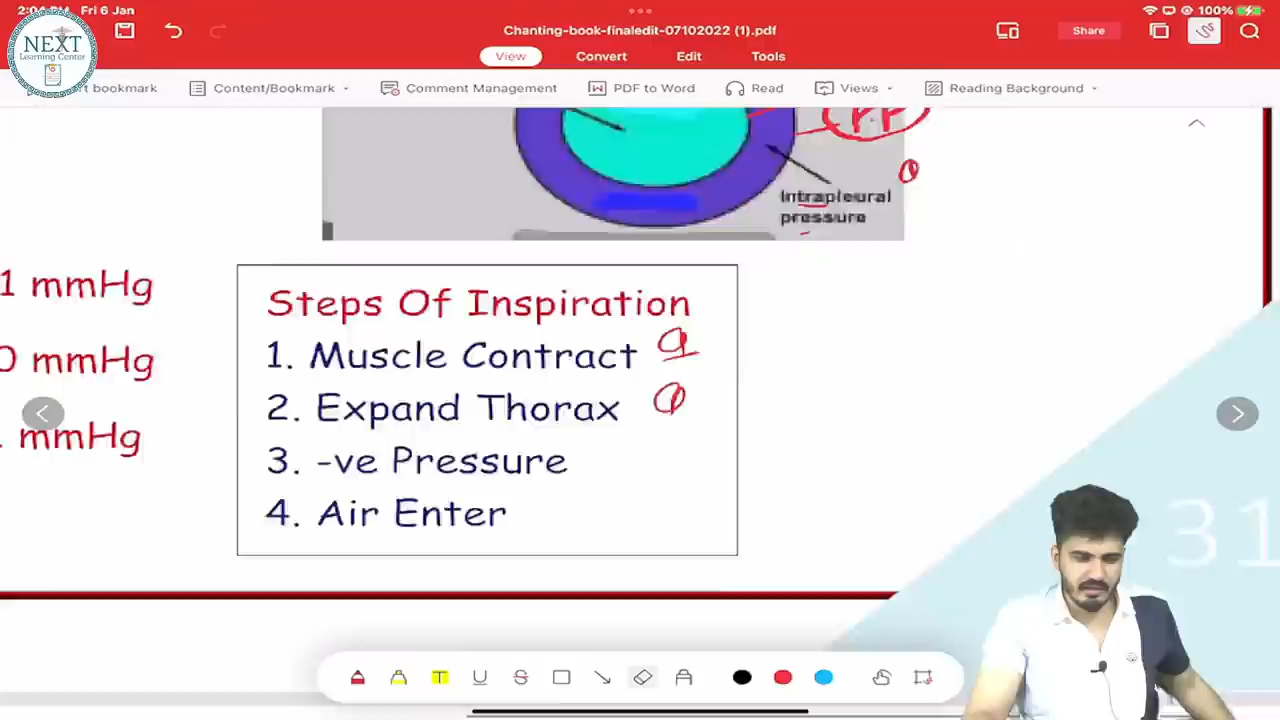 2:04 PM Fri 6 Jan
100%
NEXT
Learning Center
Chanting-book-finaledit-07102022 (1).pdf
Share
View Convert Edit Tools
bookmark Content/Bookmark Comment Management PDF to Word Read Views Reading Background
Intrapleural
pressure
1 mmHg
0 mmHg
mmHg
Steps Of Inspiration
1. Muscle Contract
2. Expand Thorax
3. -ve Pressure
4. Air Enter
31
T U S A